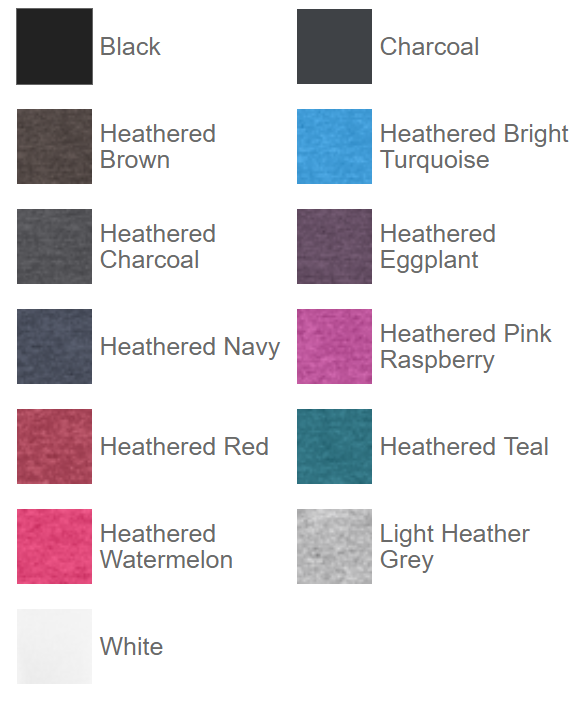 Black
Charcoal
Heathered
Brown
Heathered Bright
Turquoise
Heathered
Charcoal
Heathered
Eggplant
Heathered Navy
Heathered Pink
Raspberry
Heathered Red
Heathered Teal
Heathered
Watermelon
Light Heather
Grey
White